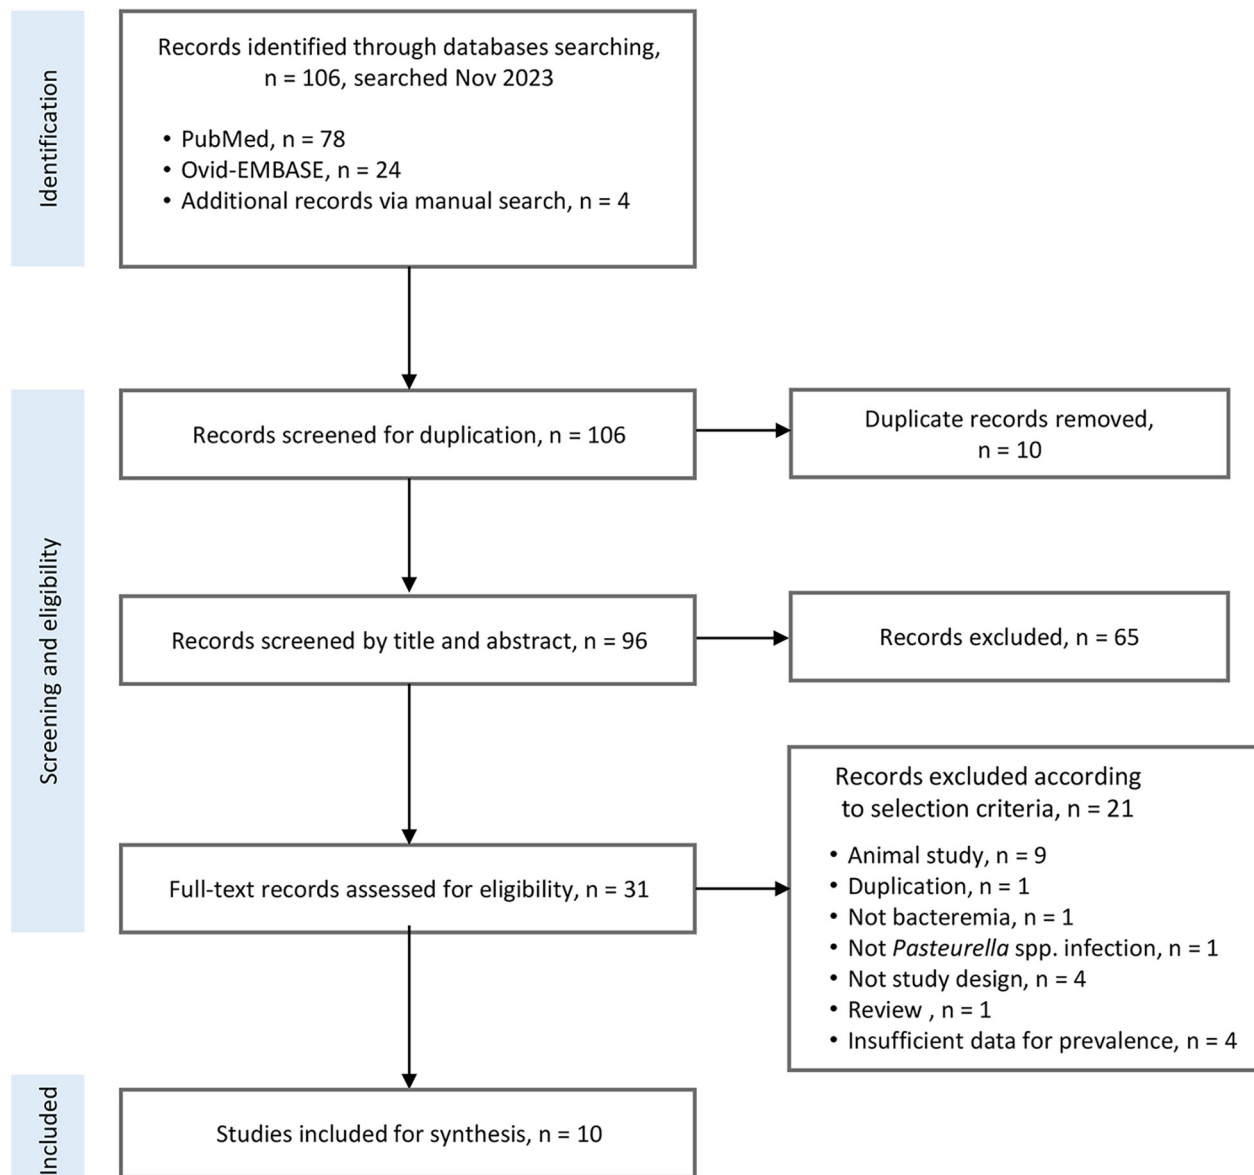 Identification
Records identified through databases searching,
n = 106, searched Nov 2023
• PubMed, n = 78
• Ovid-EMBASE, n = 24
• Additional records via manual search, n = 4
Screening and eligibility
Records screened for duplication, n = 106
Duplicate records removed,
n = 10
Records screened by title and abstract, n = 96
Records excluded, n = 65
Full-text records assessed for eligibility, n = 31
Records excluded according
to selection criteria, n = 21
• Animal study, n = 9
• Duplication, n = 1
• Not bacteremia, n = 1
• Not Pasteurella spp. infection, n = 1
• Not study design, n = 4
• Review , n = 1
• Insufficient data for prevalence, n = 4
Included
Studies included for synthesis, n = 10